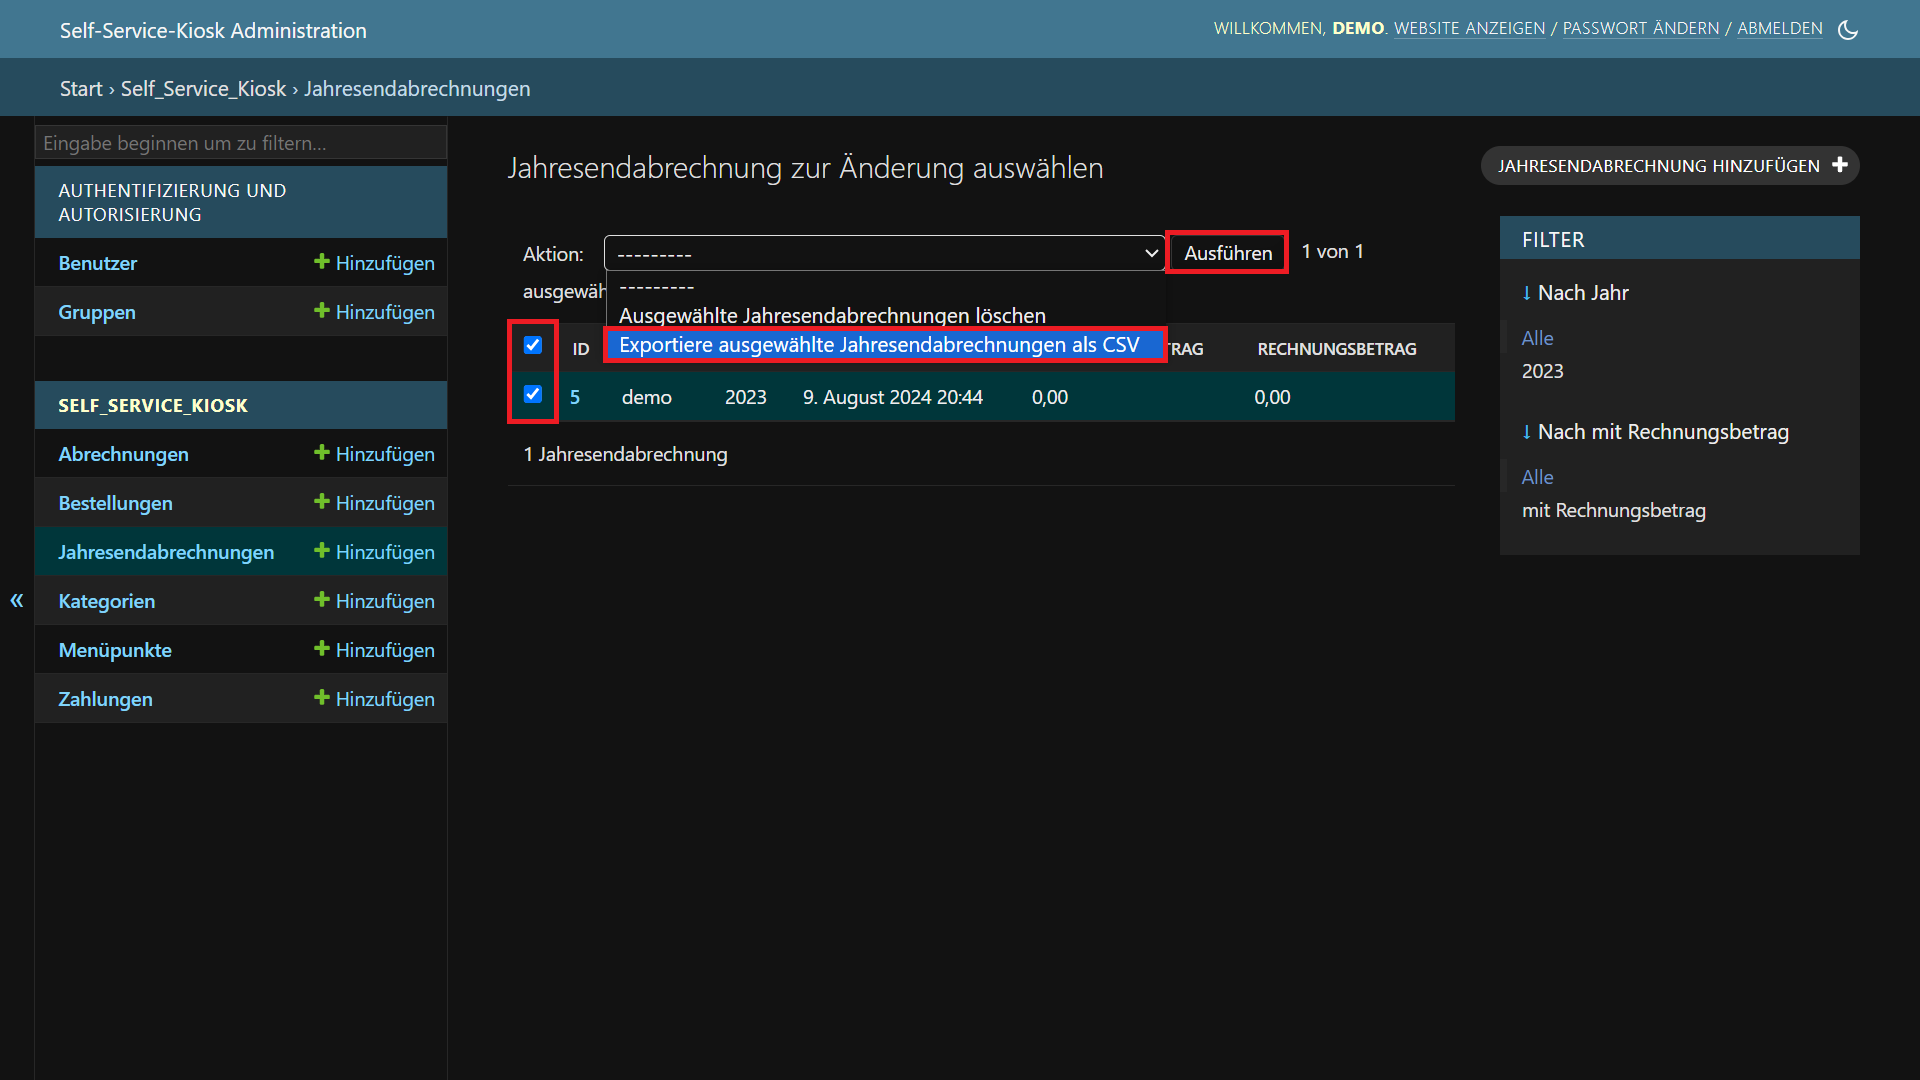 Self-Service-Kiosk Administration
WILLKOMMEN, DEMO. WEBSITE ANZEIGEN / PASSWORT ÄNDERN / ABMELDEN
Start › Self_Service_Kiosk › Jahresendabrechnungen
Eingabe beginnen um zu filtern...
AUTHENTIFIZIERUNG UND
AUTORISIERUNG
Benutzer
Hinzufügen
Gruppen
Hinzufügen
SELF_SERVICE_KIOSK
Abrechnungen
Hinzufügen
Bestellungen
Hinzufügen
Jahresendabrechnungen
Hinzufügen
Kategorien
Hinzufügen
Menüpunkte
Hinzufügen
Zahlungen
Hinzufügen
«
Jahresendabrechnung zur Änderung auswählen
JAHRESENDABRECHNUNG HINZUFÜGEN
Aktion:
---------
Ausführen
1 von 1
ausgewäh
---------
Ausgewählte Jahresendabrechnungen löschen
Exportiere ausgewählte Jahresendabrechnungen als CSV
ID
TRAG
RECHNUNGSBETRAG
5 demo 2023 9. August 2024 20:44 0,00 0,00
1 Jahresendabrechnung
FILTER
↓ Nach Jahr
Alle
2023
↓ Nach mit Rechnungsbetrag
Alle
mit Rechnungsbetrag